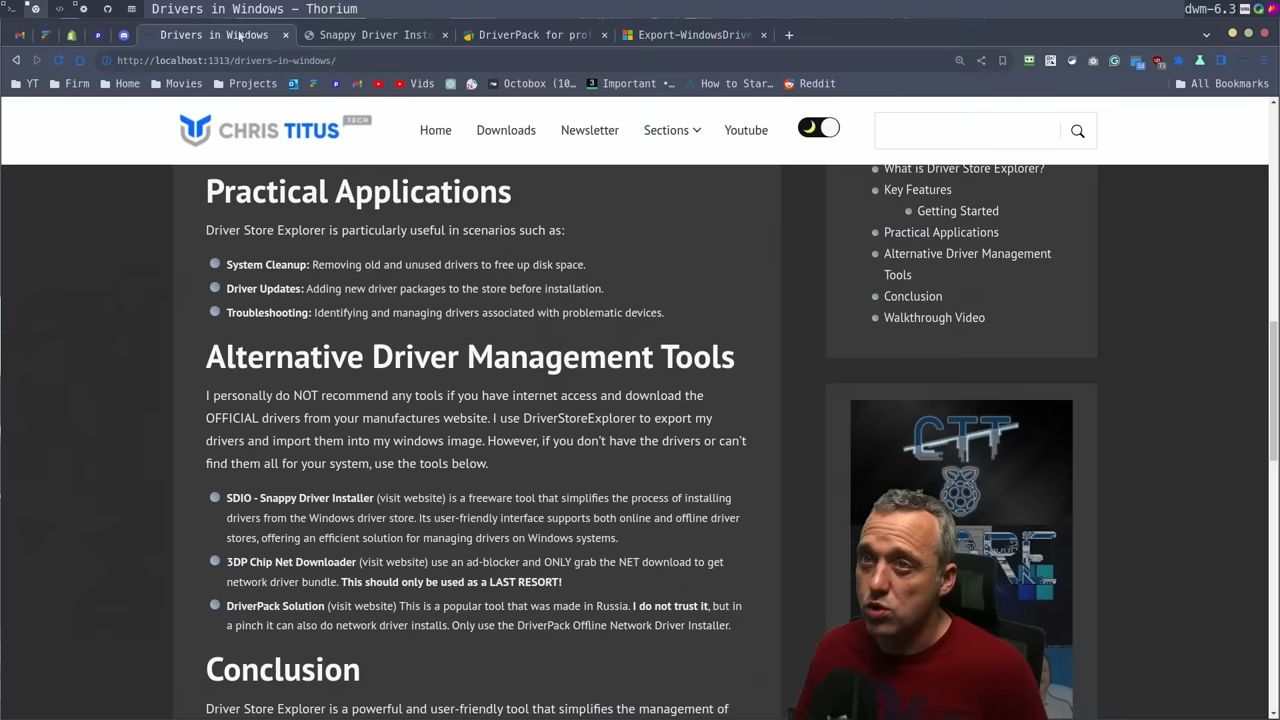 Drivers in Windows - Thorium
dwm-6.3
Drivers in Windows
Snappy Driver Insta
DriverPack for prof
Export-WindowsDrive
http://localhost:1313/drivers-in-windows/
YT
Firm
Home
Movies
Projects
Vids
Octobox (10…
Important •…
How to Star…
Reddit
All Bookmarks
CHRIS TITUS TECH
Home
Downloads
Newsletter
Sections
Youtube
Practical Applications
Driver Store Explorer is particularly useful in scenarios such as:
System Cleanup: Removing old and unused drivers to free up disk space.
Driver Updates: Adding new driver packages to the store before installation.
Troubleshooting: Identifying and managing drivers associated with problematic devices.
Alternative Driver Management Tools
I personally do NOT recommend any tools if you have internet access and download the
OFFICIAL drivers from your manufactures website. I use DriverStoreExplorer to export my
drivers and import them into my windows image. However, if you don't have the drivers or can't
find them all for your system, use the tools below.
SDIO - Snappy Driver Installer (visit website) is a freeware tool that simplifies the process of installing
drivers from the Windows driver store. Its user-friendly interface supports both online and offline driver
stores, offering an efficient solution for managing drivers on Windows systems.
3DP Chip Net Downloader (visit website) use an ad-blocker and ONLY grab the NET download to get
network driver bundle. This should only be used as a LAST RESORT!
DriverPack Solution (visit website) This is a popular tool that was made in Russia. I do not trust it, but in
a pinch it can also do network driver installs. Only use the DriverPack Offline Network Driver Installer.
Conclusion
Driver Store Explorer is a powerful and user-friendly tool that simplifies the management of
What is Driver Store Explorer?
Key Features
Getting Started
Practical Applications
Alternative Driver Management
Tools
Conclusion
Walkthrough Video
CTT